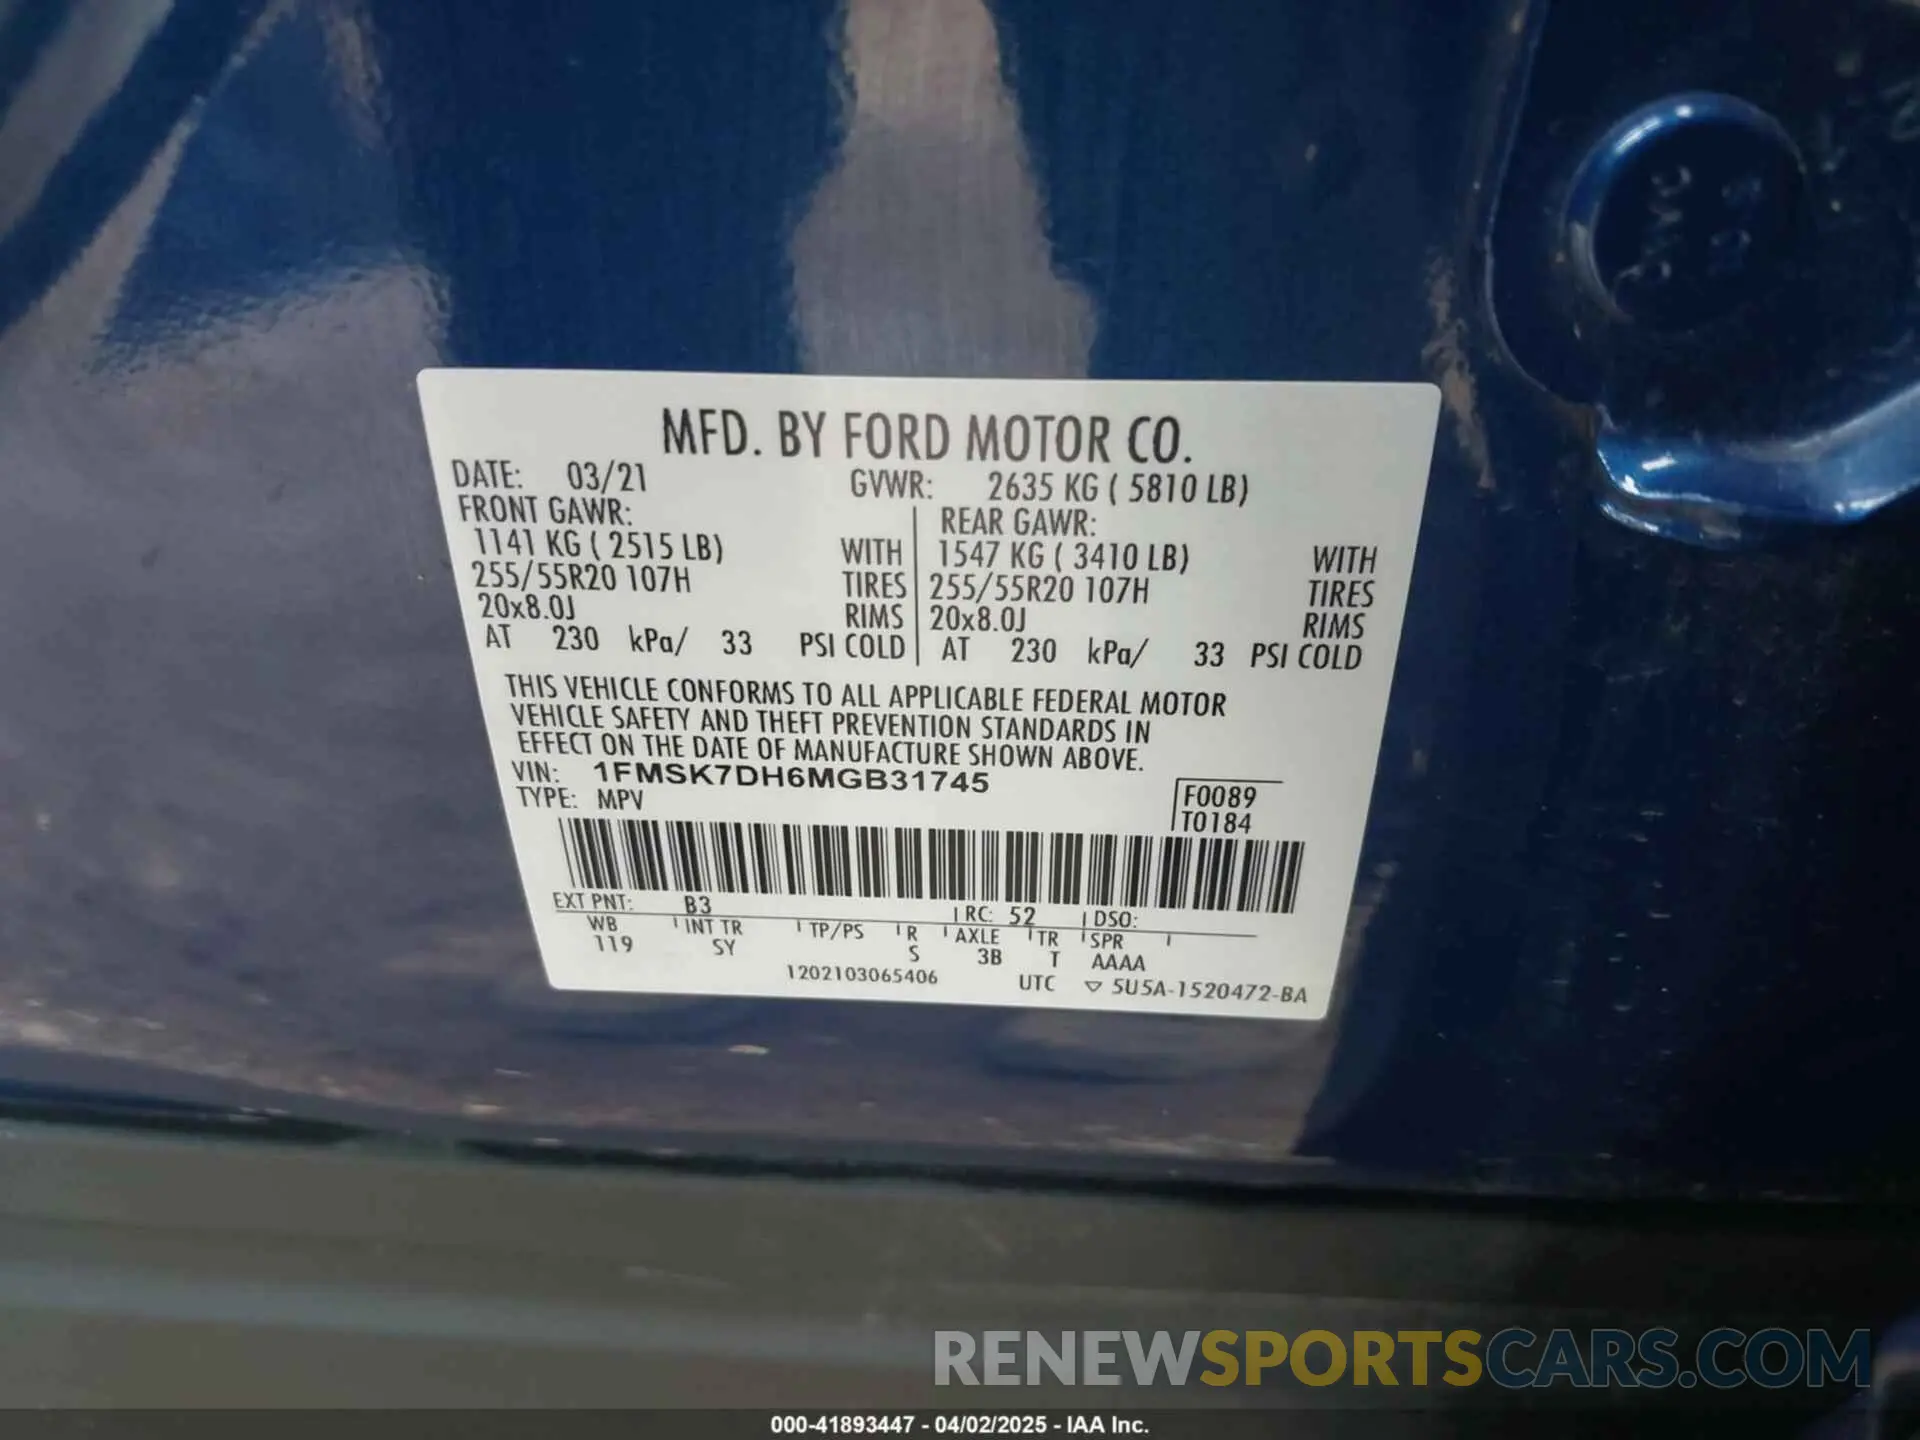 MFD. BY FORD MOTOR CO.
DATE: 03/21 GVWR: 2635 KG ( 5810 LB)
FRONT GAWR: REAR GAWR:
1141 KG ( 2515 LB) WITH 1547 KG ( 3410 LB) WITH
255/55R20 107H TIRES 255/55R20 107H TIRES
20x8.0J RIMS 20x8.0J RIMS
AT 230 kPa/ 33 PSI COLD AT 230 kPa/ 33 PSI COLD
THIS VEHICLE CONFORMS TO ALL APPLICABLE FEDERAL MOTOR
VEHICLE SAFETY AND THEFT PREVENTION STANDARDS IN
EFFECT ON THE DATE OF MANUFACTURE SHOWN ABOVE.
VIN: 1FMSK7DH6MGB31745
TYPE: MPV
F0089
T0184
EXT PNT: B3 RC: 52 DSO:
WB INT TR TP/PS R AXLE TR SPR
119 SY S 3B T AAAA
1202103065406 UTC ▽ 5U5A-1520472-BA
RENEWSPORTSCARS.COM
000-41893447 - 04/02/2025 - IAA Inc.